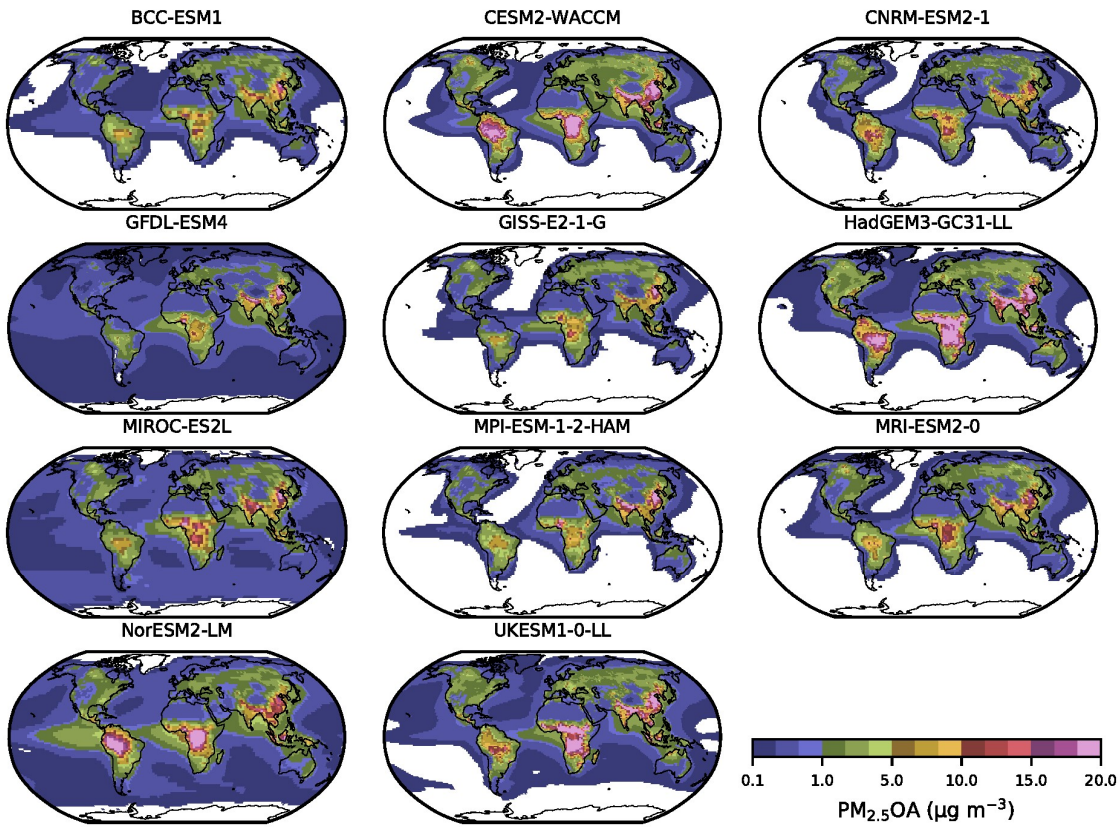 BCC-ESM1
CESM2-WACCM
CNRM-ESM2-1
GFDL-ESM4
GISS-E2-1-G
HadGEM3-GC31-LL
MIROC-ES2L
MPI-ESM-1-2-HAM
MRI-ESM2-0
NorESM2-LM
UKESM1-0-LL
0.1 1.0 5.0 10.0 15.0 20.0
PM₂.₅OA (μg m⁻³)